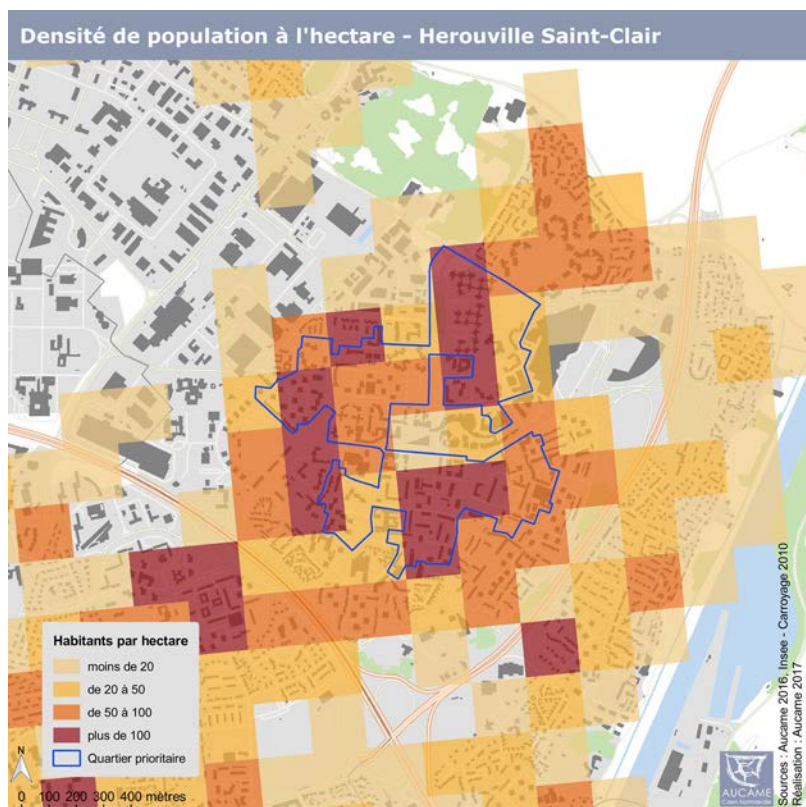 Densité de population à l'hectare - Herouville Saint-Clair
Habitants par hectare
moins de 20
de 20 à 50
de 50 à 100
plus de 100
Quartier prioritaire
N
0 100 200 300 400 mètres
Sources : Aucame 2016, Insee - Carroyage 2010
Réalisation : Aucame 2017
AUCAME
CAEN NORMANDIE